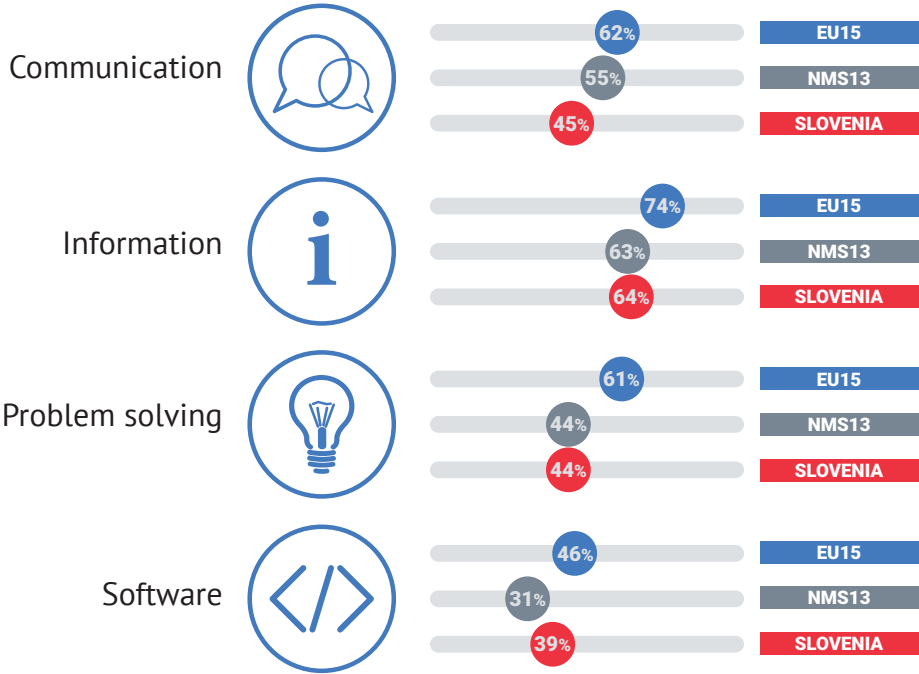 Communication
62% EU15
55% NMS13
45% SLOVENIA
Information
i
74% EU15
63% NMS13
64% SLOVENIA
Problem solving
61% EU15
44% NMS13
44% SLOVENIA
Software
</>
46% EU15
31% NMS13
39% SLOVENIA